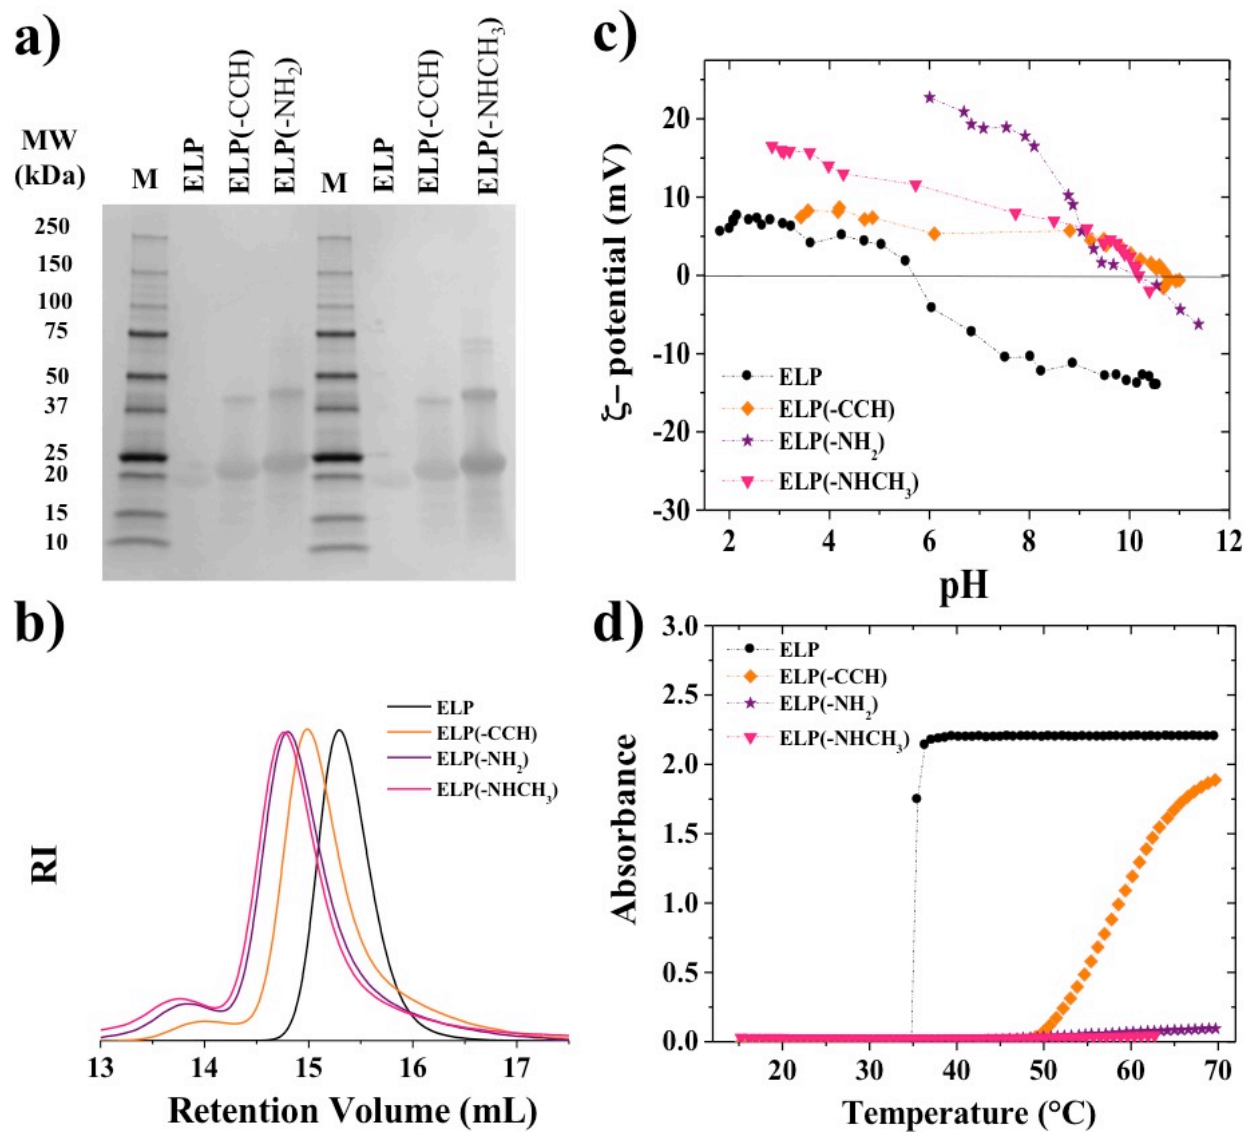 a)
MW
(kDa)
M
ELP
ELP(-CCH)
ELP(-NH₂)
M
ELP
ELP(-CCH)
ELP(-NHCH₃)
250
150
100
75
50
37
25
20
15
10
b)
RI
ELP
ELP(-CCH)
ELP(-NH₂)
ELP(-NHCH₃)
13 14 15 16 17
Retention Volume (mL)
c)
ζ– potential (mV)
20
10
0
-10
-20
-30
ELP
ELP(-CCH)
ELP(-NH₂)
ELP(-NHCH₃)
2 4 6 8 10 12
pH
d)
Absorbance
3.0
2.5
2.0
1.5
1.0
0.5
0.0
ELP
ELP(-CCH)
ELP(-NH₂)
ELP(-NHCH₃)
20 30 40 50 60 70
Temperature (°C)